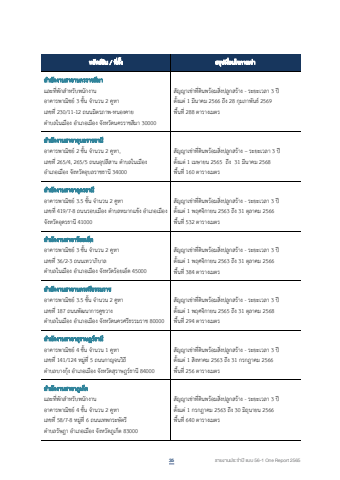 ทรัพย์สิน / ที่ตั้ง
สรุปเงื่อนไขการเช่า
สำนักงานสาขานครราชสีมา
และที่พักสำหรับพนักงาน
อาคารพาณิชย์ 3 ชั้น จำนวน 2 คูหา
เลขที่ 230/11-12 ถนนมิตรภาพ-หนองคาย
ตำบลในเมือง อำเภอเมือง จังหวัดนครราชสีมา 30000
สัญญาเช่าที่ดินพร้อมสิ่งปลูกสร้าง - ระยะเวลา 3 ปี
ตั้งแต่ 1 มีนาคม 2566 ถึง 28 กุมภาพันธ์ 2569
พื้นที่ 288 ตารางเมตร
สำนักงานสาขาอุบลราชธานี
อาคารพาณิชย์ 2 ชั้น จำนวน 2 คูหา,
เลขที่ 265/4, 265/5 ถนนอุปลีสาน ตำบลในเมือง
อำเภอเมือง จังหวัดอุบลราชธานี 34000
สัญญาเช่าที่ดินพร้อมสิ่งปลูกสร้าง – ระยะเวลา 3 ปี
ตั้งแต่ 1 เมษายน 2565 ถึง 31 มีนาคม 2568
พื้นที่ 160 ตารางเมตร
สำนักงานสาขาอุดรธานี
อาคารพาณิชย์ 3.5 ชั้น จำนวน 2 คูหา
เลขที่ 419/7-8 ถนนรอบเมือง ตำบลหมากแข้ง อำเภอเมือง
จังหวัดอุดรธานี 41000
สัญญาเช่าที่ดินพร้อมสิ่งปลูกสร้าง - ระยะเวลา 3 ปี
ตั้งแต่ 1 พฤศจิกายน 2563 ถึง 31 ตุลาคม 2566
พื้นที่ 532 ตารางเมตร
สำนักงานสาขาร้อยเอ็ด
อาคารพาณิชย์ 3 ชั้น จำนวน 2 คูหา
เลขที่ 36/2-3 ถนนเทวาภิบาล
ตำบลในเมือง อำเภอเมือง จังหวัดร้อยเอ็ด 45000
สัญญาเช่าที่ดินพร้อมสิ่งปลูกสร้าง - ระยะเวลา 3 ปี
ตั้งแต่ 1 พฤศจิกายน 2563 ถึง 31 ตุลาคม 2566
พื้นที่ 384 ตารางเมตร
สำนักงานสาขานครศรีธรรมราช
อาคารพาณิชย์ 3.5 ชั้น จำนวน 2 คูหา
เลขที่ 187 ถนนพัฒนาการคูขวาง
ตำบลในเมือง อำเภอเมือง จังหวัดนครศรีธรรมราช 80000
สัญญาเช่าที่ดินพร้อมสิ่งปลูกสร้าง - ระยะเวลา 3 ปี
ตั้งแต่ 1 พฤศจิกายน 2565 ถึง 31 ตุลาคม 2568
พื้นที่ 294 ตารางเมตร
สำนักงานสาขาสุราษฎร์ธานี
อาคารพาณิชย์ 4 ชั้น จำนวน 1 คูหา
เลขที่ 141/124 หมู่ที่ 5 ถนนกาญจนวิถี
ตำบลบางกุ้ง อำเภอเมือง จังหวัดสุราษฎร์ธานี 84000
สัญญาเช่าที่ดินพร้อมสิ่งปลูกสร้าง - ระยะเวลา 3 ปี
ตั้งแต่ 1 สิงหาคม 2563 ถึง 31 กรกฎาคม 2566
พื้นที่ 256 ตารางเมตร
สำนักงานสาขาภูเก็ต
และที่พักสำหรับพนักงาน
อาคารพาณิชย์ 4 ชั้น จำนวน 2 คูหา
เลขที่ 58/7-8 หมู่ที่ 6 ถนนเทพกระษัตรี
ตำบลรัษฎา อำเภอเมือง จังหวัดภูเก็ต 83000
สัญญาเช่าที่ดินพร้อมสิ่งปลูกสร้าง - ระยะเวลา 3 ปี
ตั้งแต่ 1 กรกฎาคม 2563 ถึง 30 มิถุนายน 2566
พื้นที่ 640 ตารางเมตร
รายงานประจำปี แบบ 56-1 One Report 2565